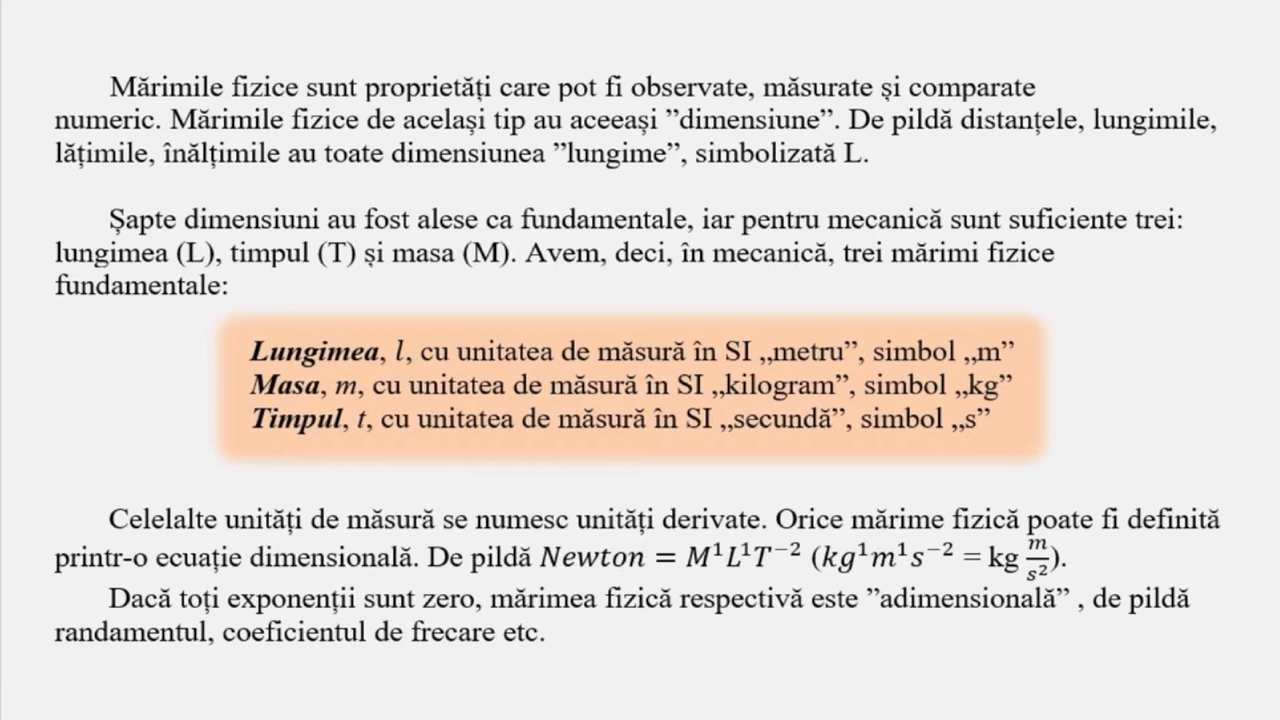 Mărimile fizice sunt proprietăți care pot fi observate, măsurate și comparate
numeric. Mărimile fizice de același tip au aceeași ”dimensiune”. De pildă distanțele, lungimile,
lățimile, înălțimile au toate dimensiunea ”lungime”, simbolizată L.
Șapte dimensiuni au fost alese ca fundamentale, iar pentru mecanică sunt suficiente trei:
lungimea (L), timpul (T) și masa (M). Avem, deci, în mecanică, trei mărimi fizice
fundamentale:
Lungimea, l, cu unitatea de măsură în SI „metru”, simbol „m”
Masa, m, cu unitatea de măsură în SI „kilogram”, simbol „kg”
Timpul, t, cu unitatea de măsură în SI „secundă”, simbol „s”
Celelalte unități de măsură se numesc unități derivate. Orice mărime fizică poate fi definită
printr-o ecuație dimensională. De pildă Newton = M¹L¹T⁻² (kg¹m¹s⁻² = kg m/s²).
Dacă toți exponenții sunt zero, mărimea fizică respectivă este ”adimensională” , de pildă
randamentul, coeficientul de frecare etc.